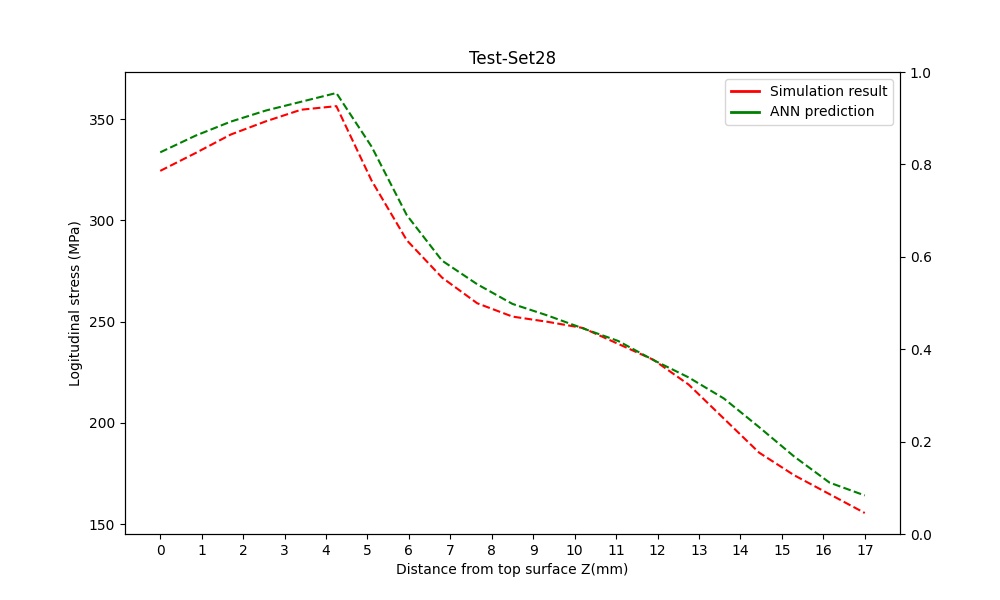 Test-Set28
Simulation result
ANN prediction
350
300
250
200
150
Logitudinal stress (MPa)
1.0
0.8
0.6
0.4
0.2
0.0
0 1 2 3 4 5 6 7 8 9 10 11 12 13 14 15 16 17
Distance from top surface Z(mm)